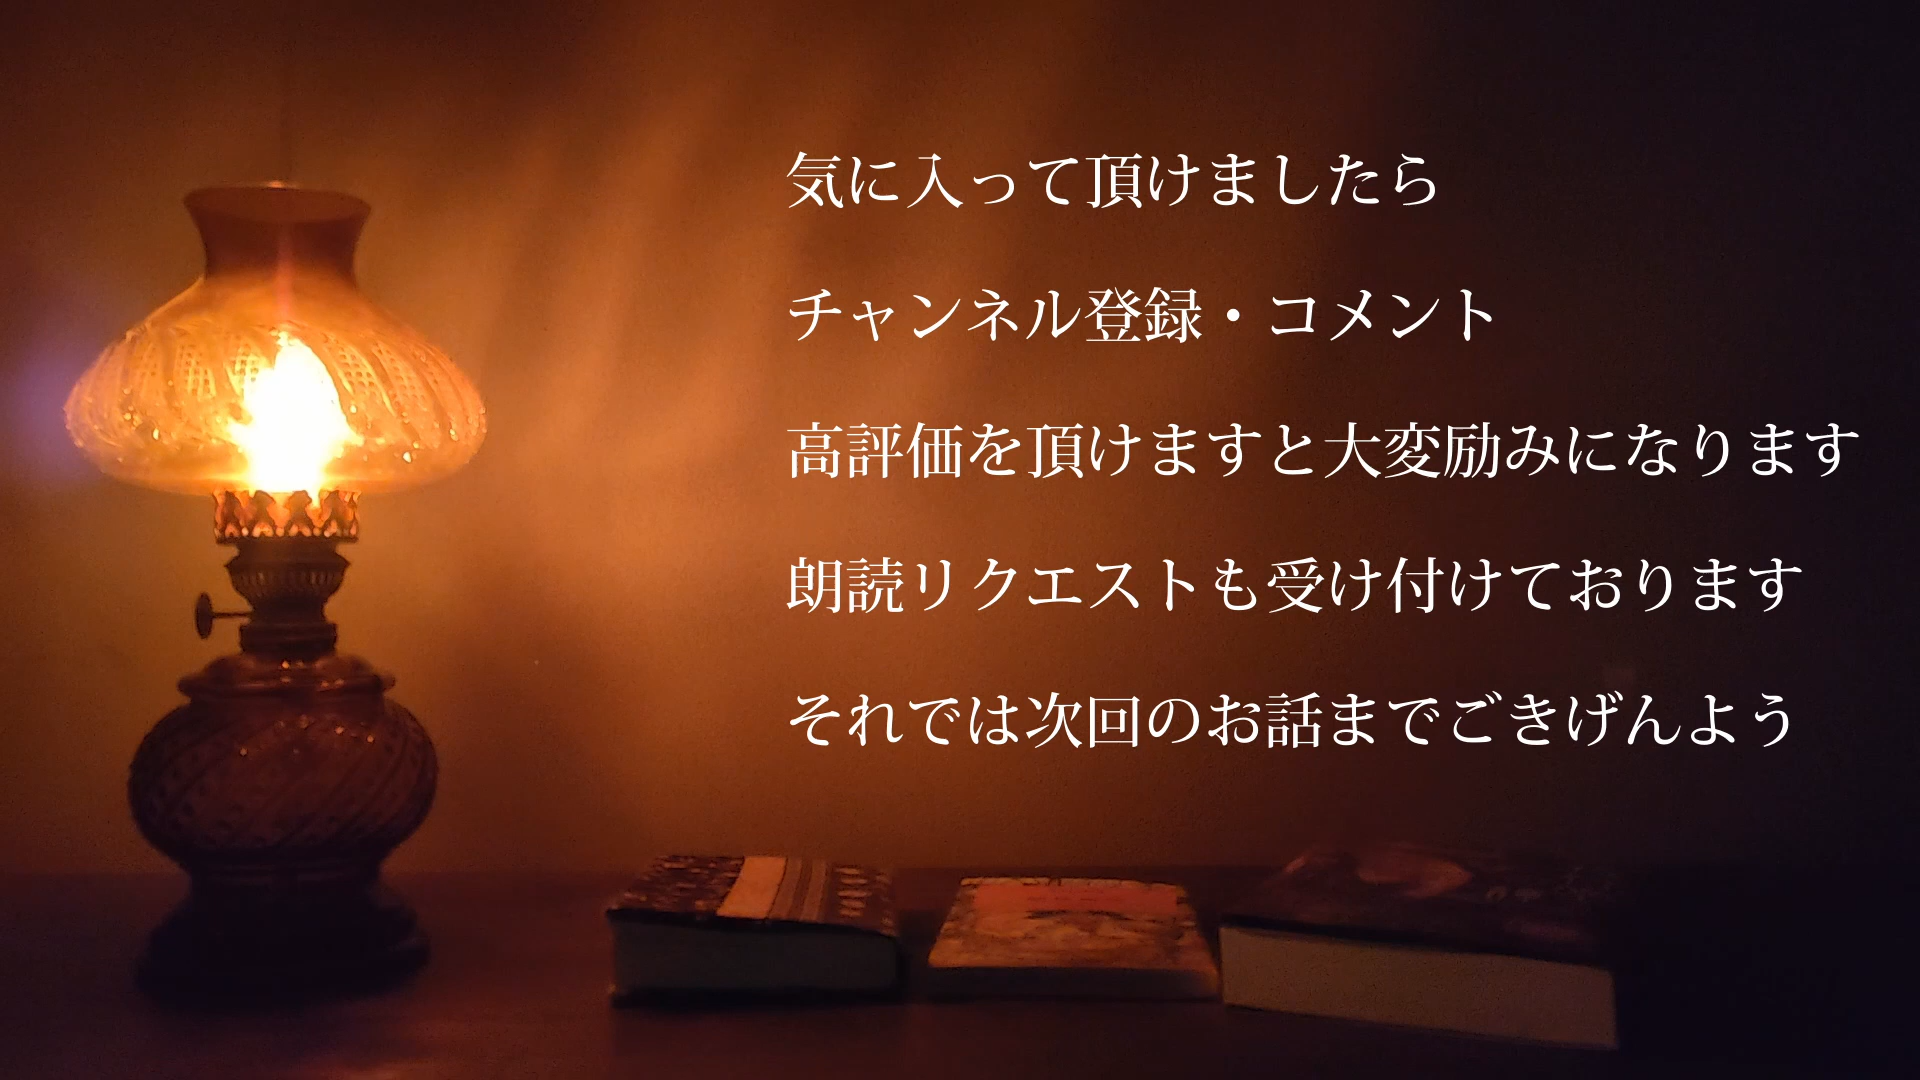 気に入って頂けましたら
チャンネル登録・コメント
高評価を頂けますと大変励みになります
朗読リクエストも受け付けております
それでは次回のお話までごきげんよう